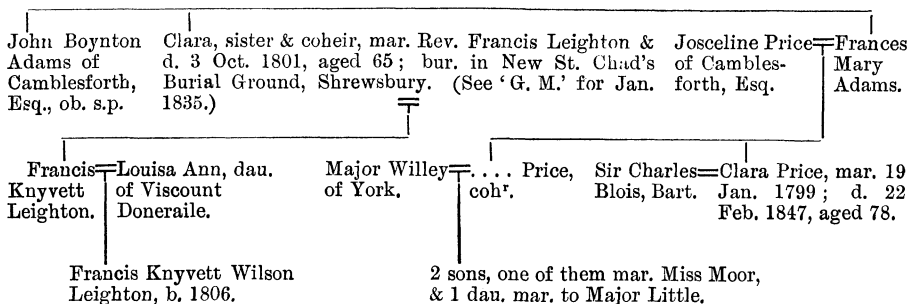 John Boynton Adams of Camblesforth, Esq., ob. s.p.
Clara, sister & coheir, mar. Rev. Francis Leighton &
d. 3 Oct. 1801, aged 65; bur. in New St. Chad's
Burial Ground, Shrewsbury. (See 'G. M.' for Jan.
1835.)
Josceline Price=Frances
of Cambles- Mary
forth, Esq. Adams.
Francis=Louisa Ann, dau.
Knyvett of Viscount
Leighton. Doneraile.
Major Willey=.... Price,
of York. cohr.
Sir Charles=Clara Price, mar. 19
Blois, Bart. Jan. 1799; d. 22
Feb. 1847, aged 78.
Francis Knyvett Wilson
Leighton, b. 1806.
2 sons, one of them mar. Miss Moor,
& 1 dau. mar. to Major Little.